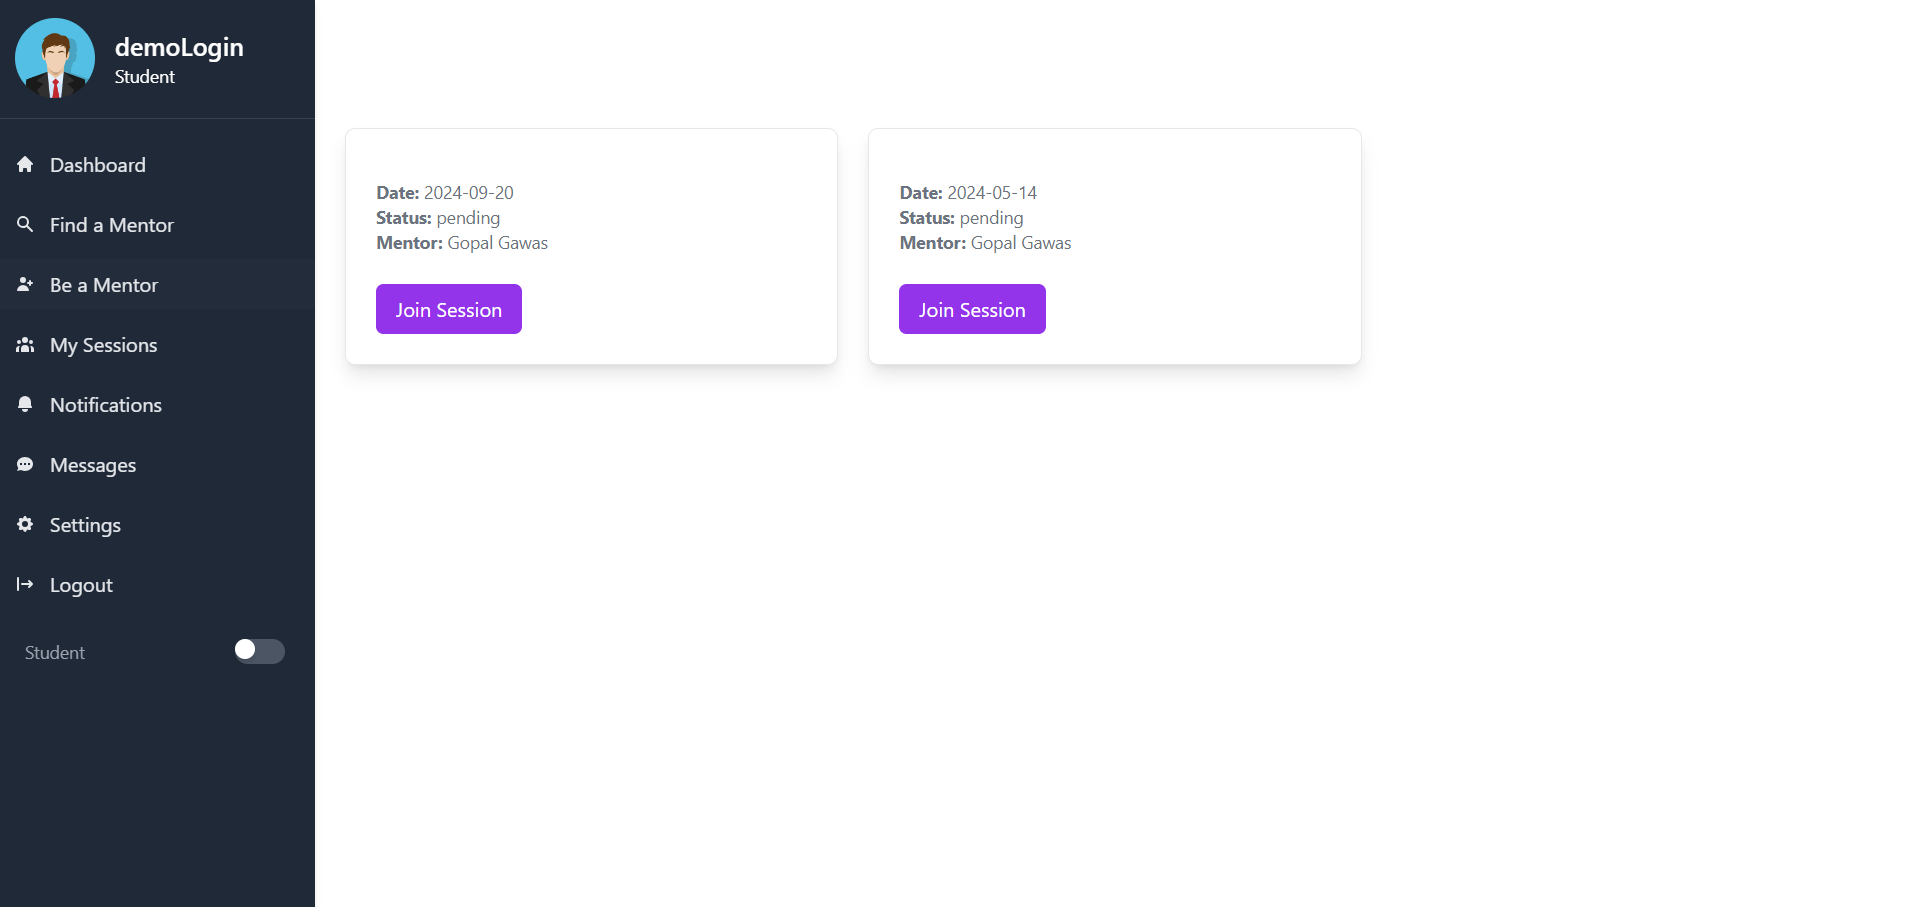 demoLogin
Student
Dashboard
Find a Mentor
Be a Mentor
My Sessions
Notifications
Messages
Settings
Logout
Student
Date: 2024-09-20
Status: pending
Mentor: Gopal Gawas
Join Session
Date: 2024-05-14
Status: pending
Mentor: Gopal Gawas
Join Session